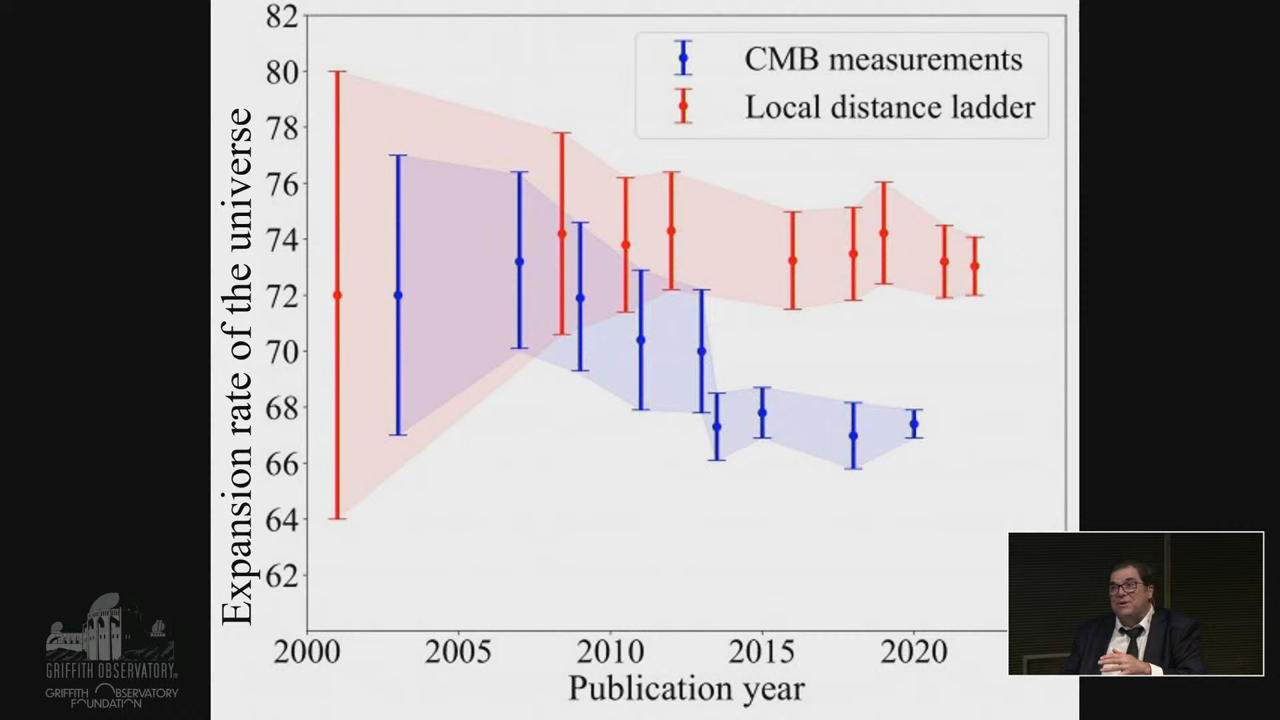 82
80
78
76
74
72
70
68
66
64
62
Expansion rate of the universe
CMB measurements
Local distance ladder
2000
2005
2010
2015
2020
Publication year
GRIFFITH OBSERVATORY
GRIFFITH OBSERVATORY
FOUNDATION